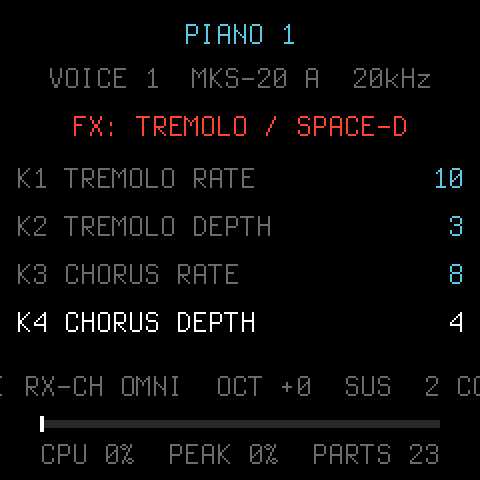 PIANO 1
VOICE 1 MKS-20 A 20kHz
FX: TREMOLO / SPACE-D
K1 TREMOLO RATE 10
K2 TREMOLO DEPTH 3
K3 CHORUS RATE 8
K4 CHORUS DEPTH 4
RX-CH OMNI OCT +0 SUS 2 CO
CPU 0% PEAK 0% PARTS 23